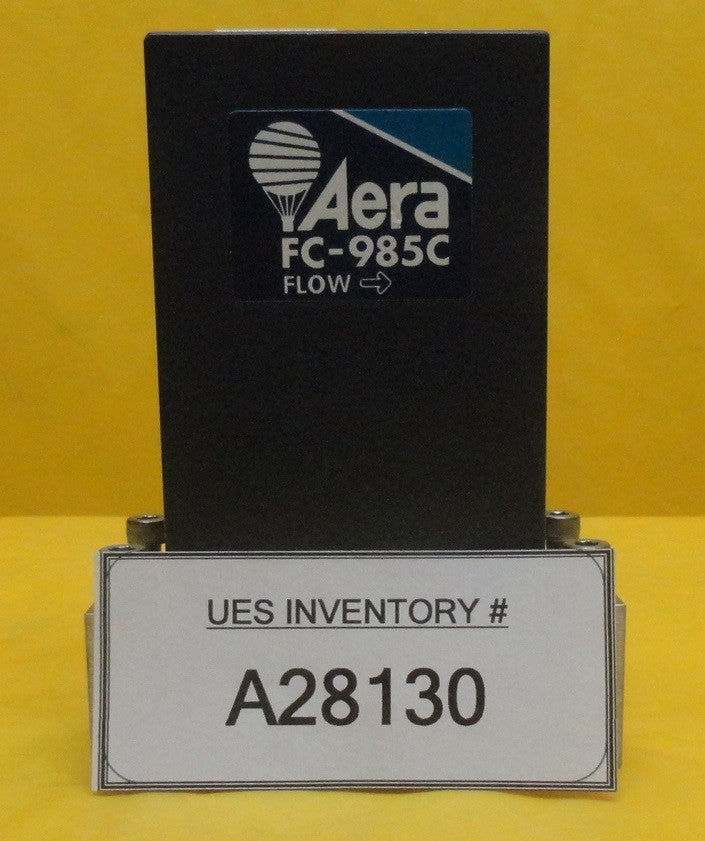 Aera
FC-985C
FLOW
UES INVENTORY #
A28130